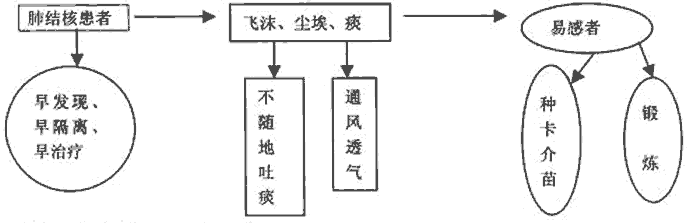 肺结核患者
飞沫、尘埃、痰
易感者
早发现、
早隔离、
早治疗
不随地吐痰
通风透气
种卡介苗
锻炼